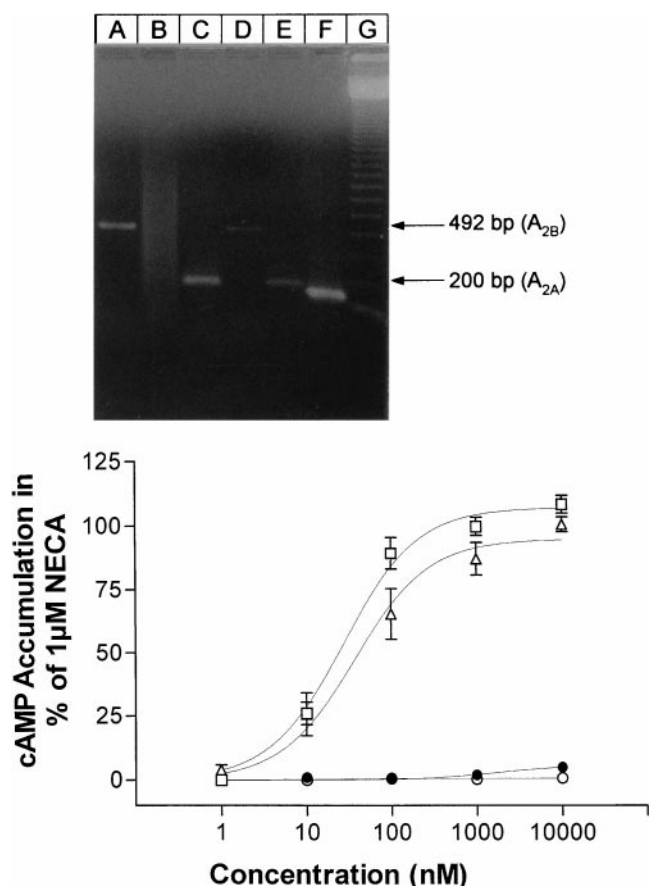 A B C D E F G
492 bp (A2B)
200 bp (A2A)
cAMP Accumulation in
% of 1µM NECA
125
100
75
50
25
0
1 10 100 1000 10000
Concentration (nM)